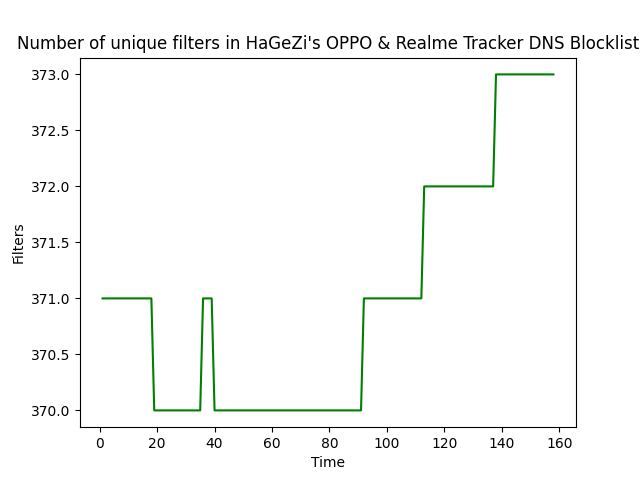 Number of unique filters in HaGeZi's OPPO & Realme Tracker DNS Blocklist
373.0
372.5
372.0
371.5
371.0
370.5
370.0
Filters
0 20 40 60 80 100 120 140 160
Time